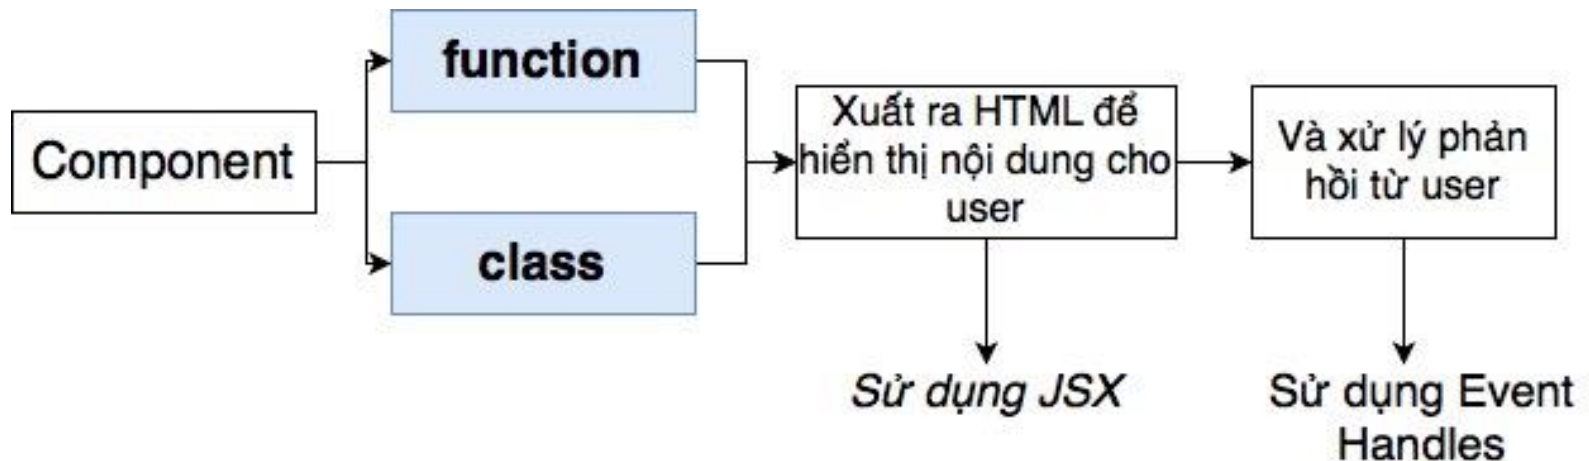 Component
function
class
Xuất ra HTML để
hiển thị nội dung cho
user
Sử dụng JSX
Và xử lý phản
hồi từ user
Sử dụng Event
Handles